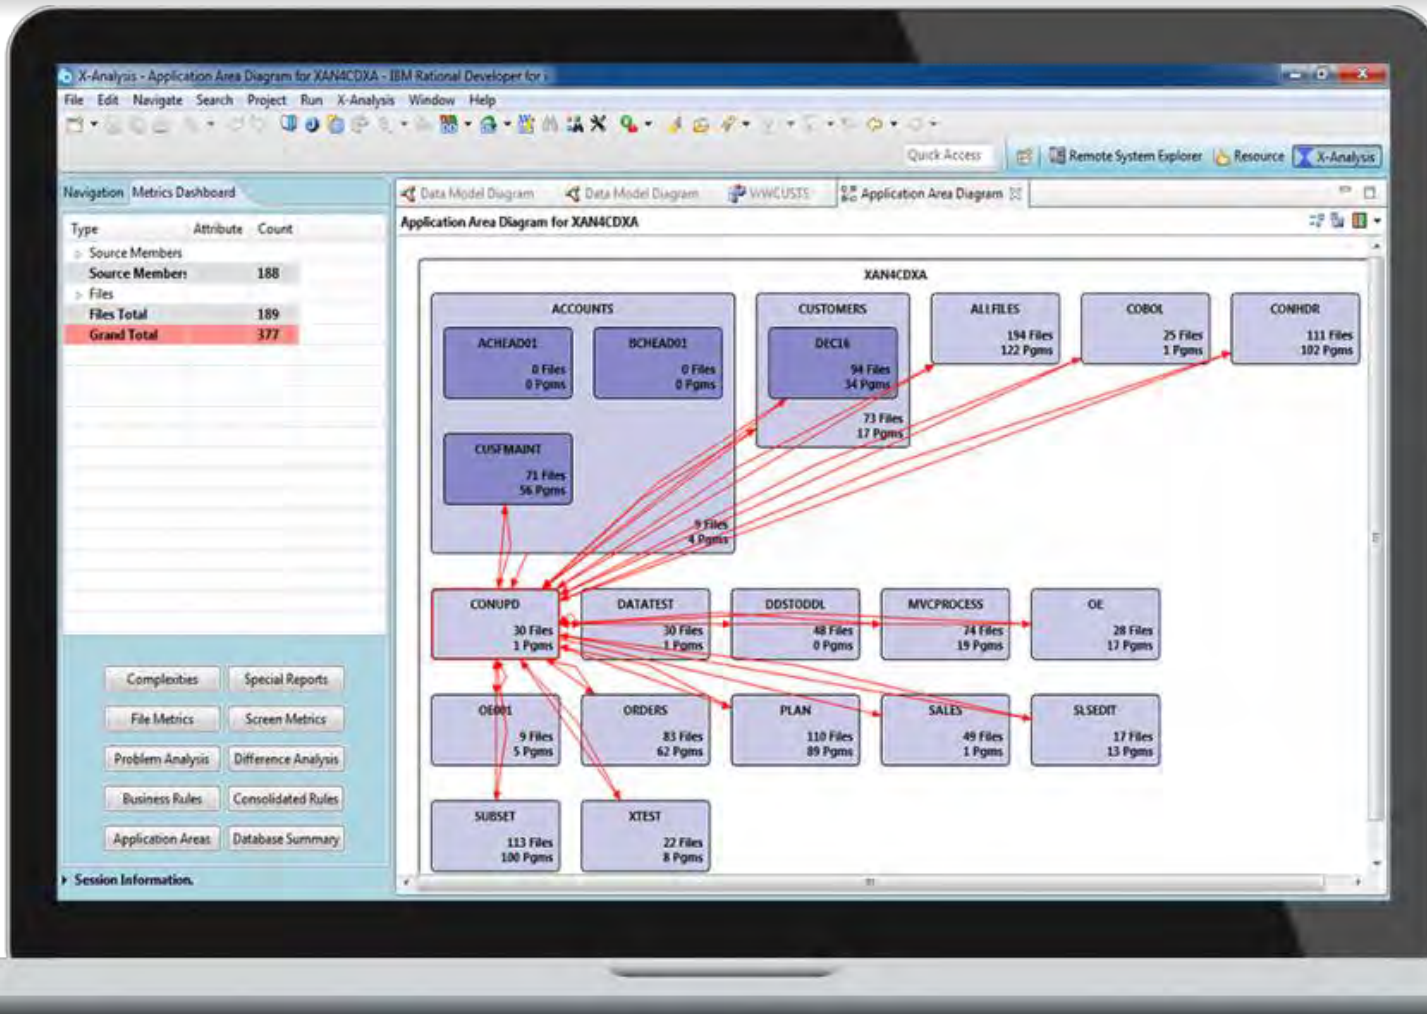 X-Analysis - Application Area Diagram for XAN4CDXA - IBM Rational Developer for i
File Edit Navigate Search Project Run X-Analysis Window Help
Quick Access Remote System Explorer Resource X-Analysis
Navigation Metrics Dashboard
Type Attribute Count
Source Members
Source Members 188
Files
Files Total 189
Grand Total 377
Complexities Special Reports
File Metrics Screen Metrics
Problem Analysis Difference Analysis
Business Rules Consolidated Rules
Application Areas Database Summary
Session Information.
Data Model Diagram Data Model Diagram WWCUSTS Application Area Diagram
Application Area Diagram for XAN4CDXA
XAN4CDXA
ACCOUNTS
ACHEAD01
0 Files
0 Pgms
BCHEAD01
0 Files
0 Pgms
CUSFMAINT
71 Files
56 Pgms
9 Files
4 Pgms
CUSTOMERS
DEC16
94 Files
34 Pgms
73 Files
17 Pgms
ALLFILES
194 Files
122 Pgms
COBOL
25 Files
1 Pgms
CONHDR
111 Files
102 Pgms
CONUPD
30 Files
1 Pgms
DATATEST
30 Files
1 Pgms
DDSTODDL
48 Files
0 Pgms
MVCPROCESS
74 Files
19 Pgms
OE
28 Files
17 Pgms
OE001
9 Files
5 Pgms
ORDERS
83 Files
62 Pgms
PLAN
110 Files
89 Pgms
SALES
49 Files
1 Pgms
SLSEDIT
17 Files
13 Pgms
SUBSET
113 Files
100 Pgms
XTEST
22 Files
8 Pgms